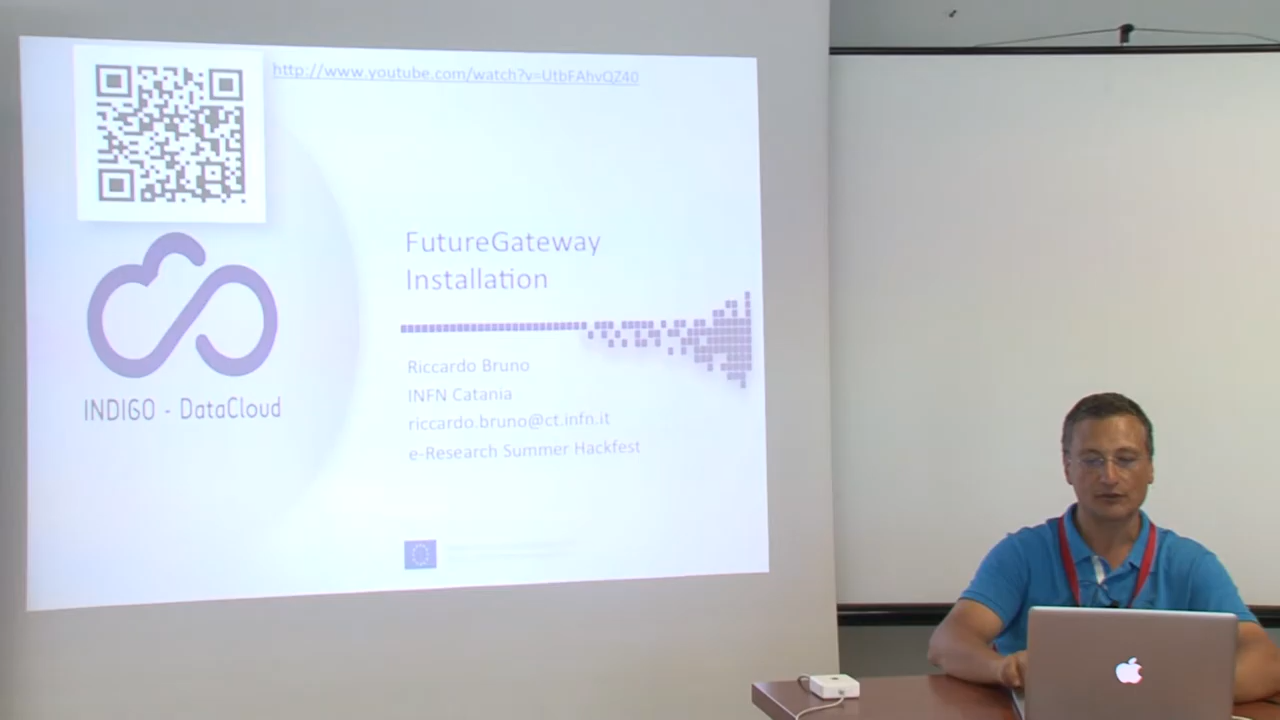 http://www.youtube.com/watch?v=UtbFAhvQZ40
FutureGateway
Installation
Riccardo Bruno
INFN Catania
riccardo.bruno@ct.infn.it
e-Research Summer Hackfest
INDIGO - DataCloud